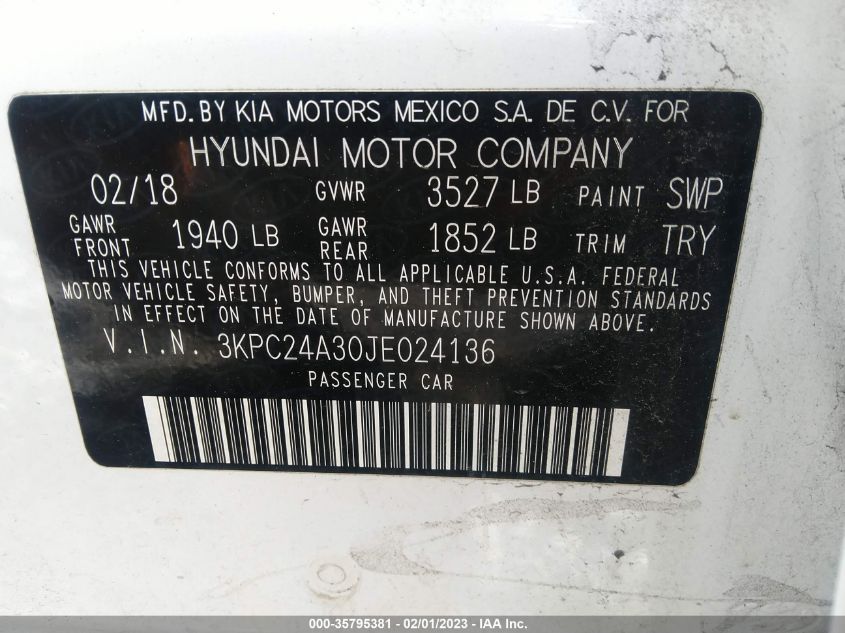 MFD. BY KIA MOTORS MEXICO S.A. DE C.V. FOR
HYUNDAI MOTOR COMPANY
02/18 GVWR 3527 LB PAINT SWP
GAWR FRONT 1940 LB GAWR REAR 1852 LB TRIM TRY
THIS VEHICLE CONFORMS TO ALL APPLICABLE U.S.A. FEDERAL
MOTOR VEHICLE SAFETY, BUMPER, AND THEFT PREVENTION STANDARDS
IN EFFECT ON THE DATE OF MANUFACTURE SHOWN ABOVE.
V.I.N. 3KPC24A30JE024136
PASSENGER CAR
000-35795381 - 02/01/2023 - IAA Inc.